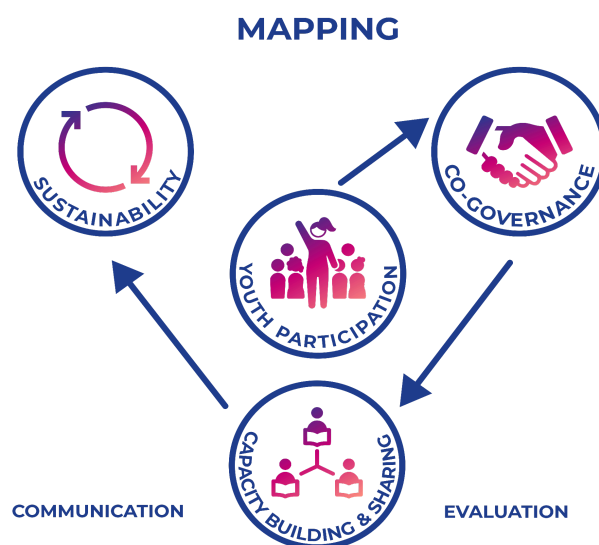 MAPPING
SUSTAINABILITY
CO-GOVERNANCE
YOUTH PARTICIPATION
CAPACITY BUILDING & SHARING
COMMUNICATION
EVALUATION